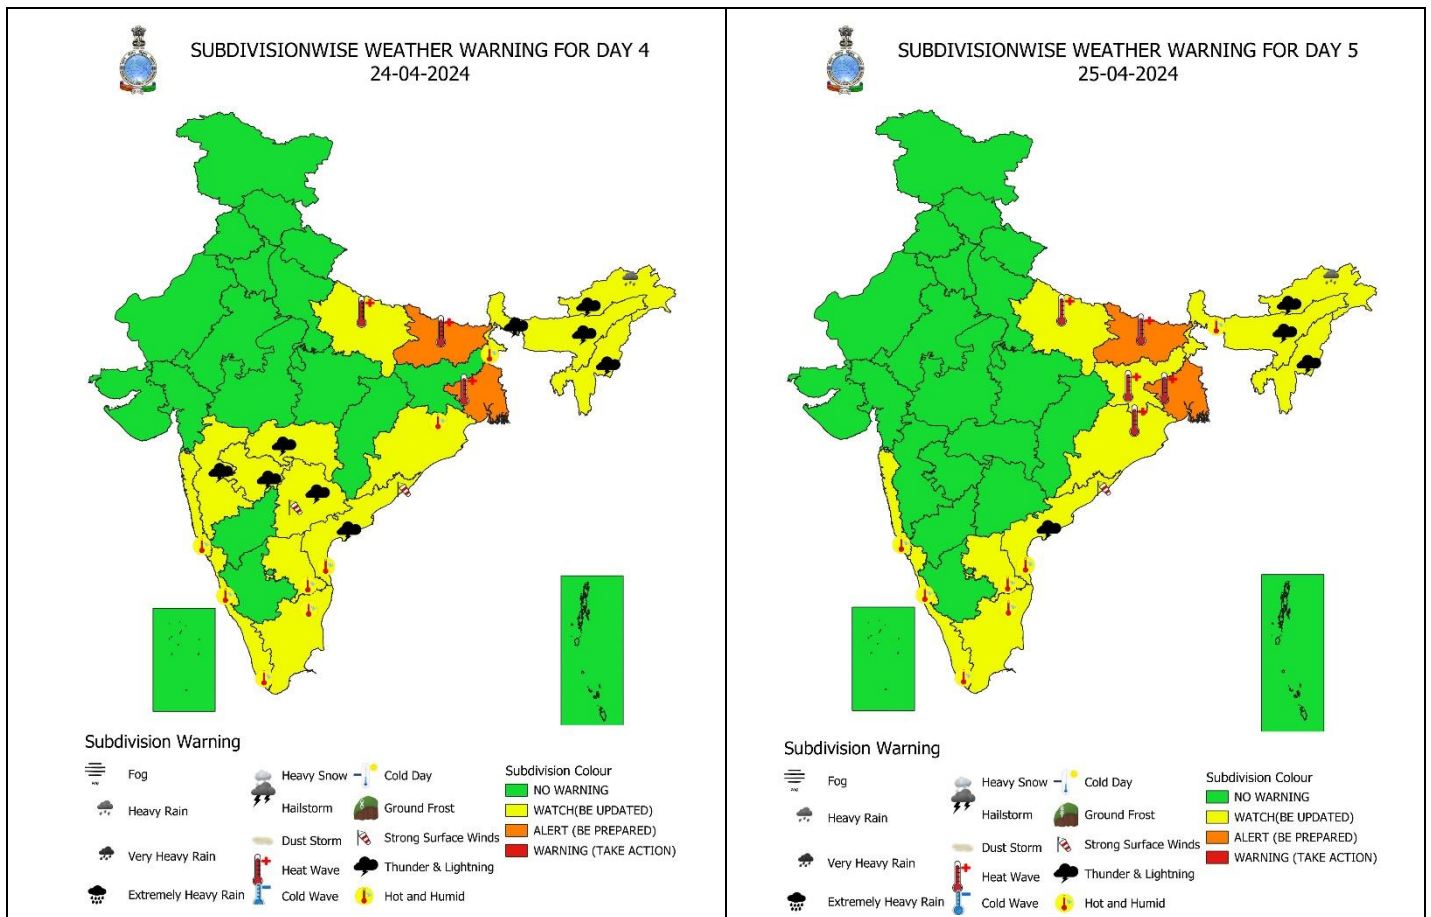 SUBDIVISIONWISE WEATHER WARNING FOR DAY 4
24-04-2024
Subdivision Warning
Fog
Heavy Rain
Very Heavy Rain
Extremely Heavy Rain
Heavy Snow
Hailstorm
Dust Storm
Heat Wave
Cold Wave
Cold Day
Ground Frost
Strong Surface Winds
Thunder & Lightning
Hot and Humid
Subdivision Colour
NO WARNING
WATCH(BE UPDATED)
ALERT (BE PREPARED)
WARNING (TAKE ACTION)
SUBDIVISIONWISE WEATHER WARNING FOR DAY 5
25-04-2024
Subdivision Warning
Fog
Heavy Rain
Very Heavy Rain
Extremely Heavy Rain
Heavy Snow
Hailstorm
Dust Storm
Heat Wave
Cold Wave
Cold Day
Ground Frost
Strong Surface Winds
Thunder & Lightning
Hot and Humid
Subdivision Colour
NO WARNING
WATCH(BE UPDATED)
ALERT (BE PREPARED)
WARNING (TAKE ACTION)